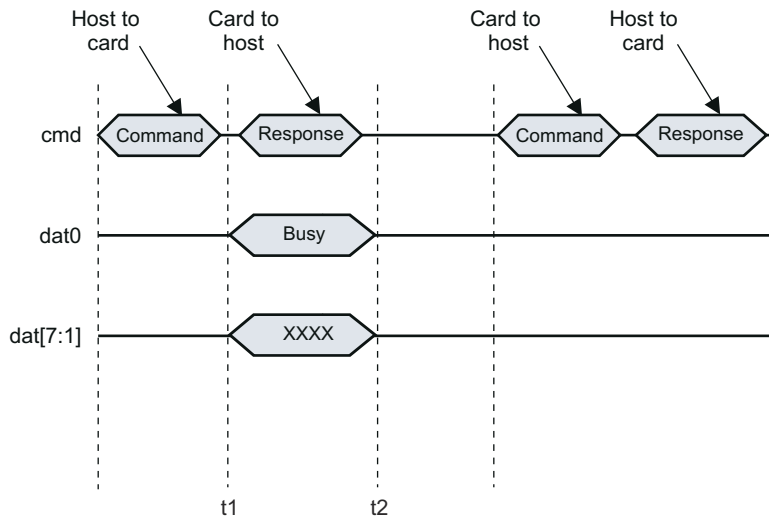 Host to
card
Card to
host
Card to
host
Host to
card
cmd
Command
Response
Command
Response
dat0
Busy
dat[7:1]
XXXX
t1
t2